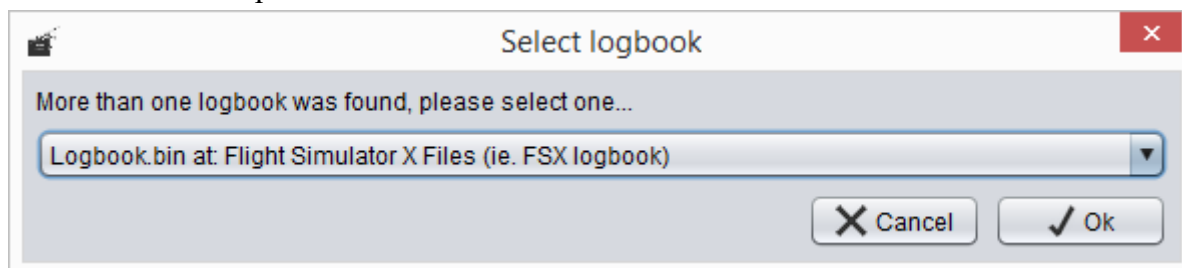 Select logbook
More than one logbook was found, please select one...
Logbook.bin at: Flight Simulator X Files (ie. FSX logbook)
Cancel
Ok